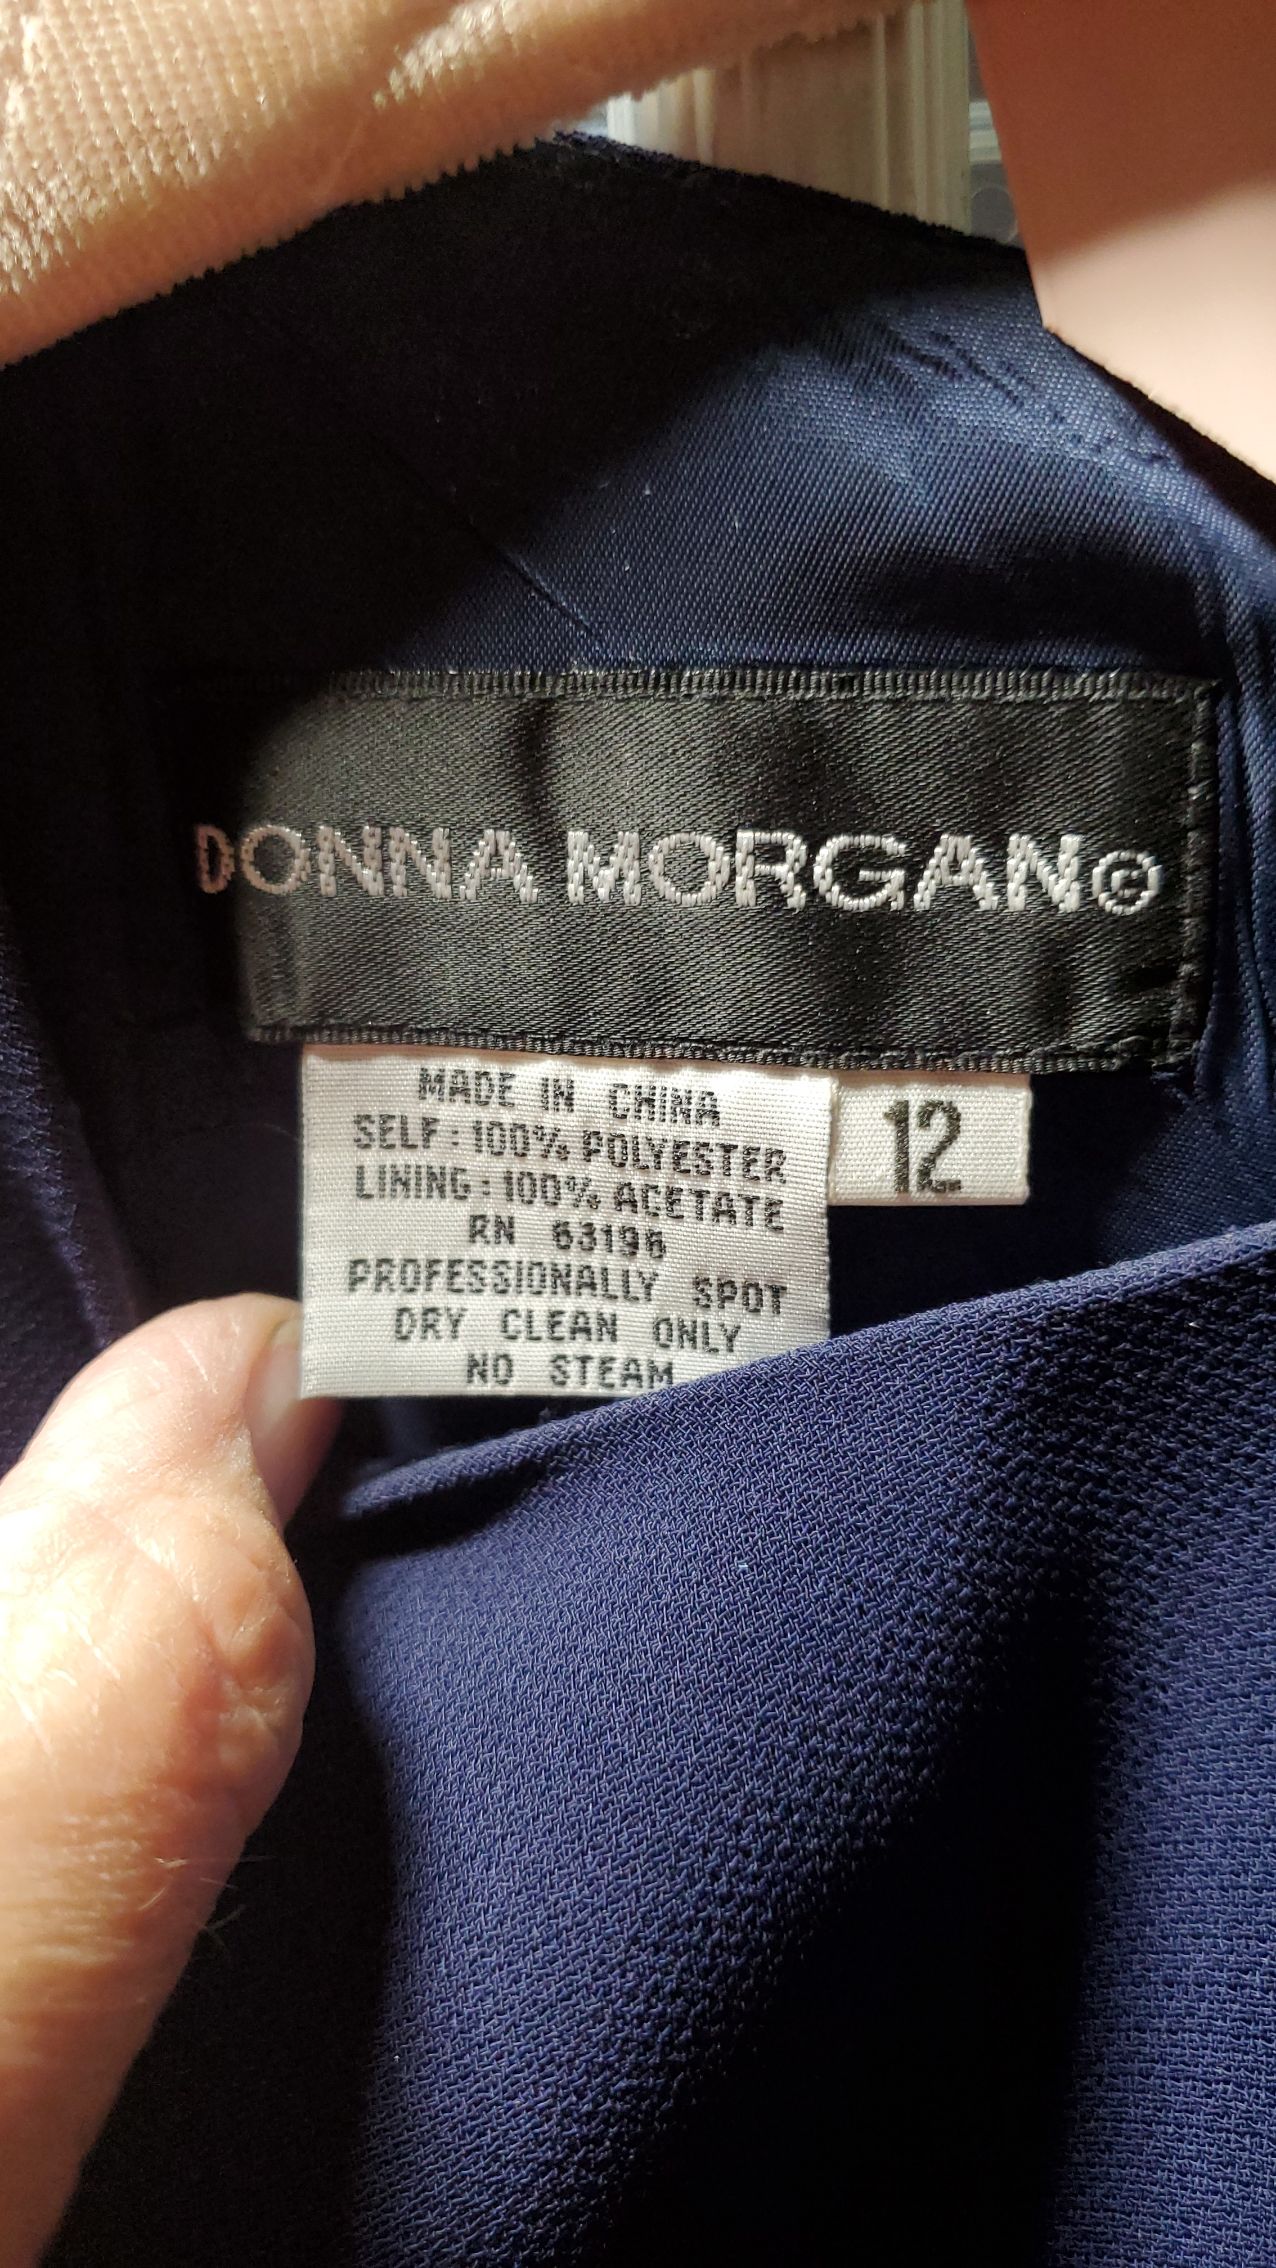 DONNA MORGAN©
MADE IN CHINA
SELF: 100% POLYESTER
LINING: 100% ACETATE
RN 63196
PROFESSIONALLY SPOT
DRY CLEAN ONLY
NO STEAM
12